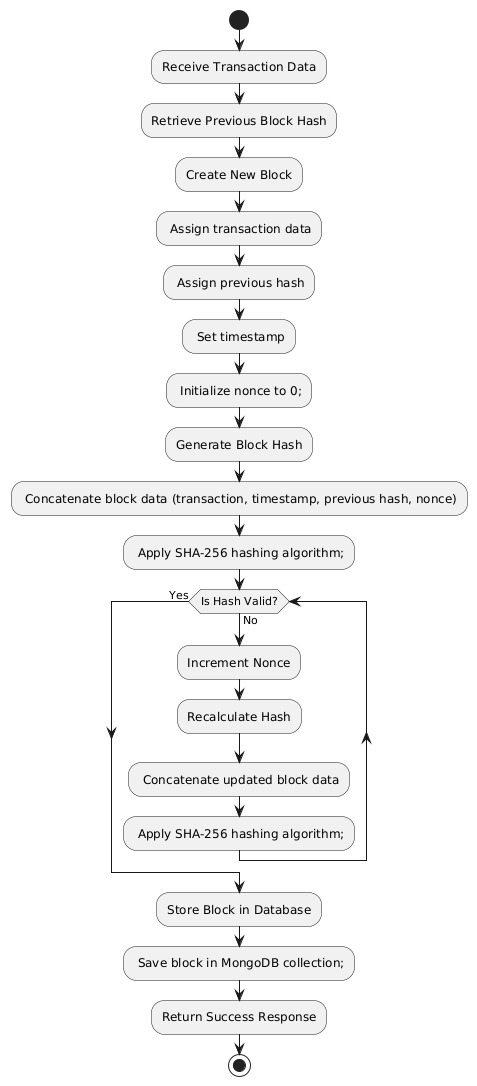 Receive Transaction Data
Retrieve Previous Block Hash
Create New Block
Assign transaction data
Assign previous hash
Set timestamp
Initialize nonce to 0;
Generate Block Hash
Concatenate block data (transaction, timestamp, previous hash, nonce)
Apply SHA-256 hashing algorithm;
Yes
Is Hash Valid?
No
Increment Nonce
Recalculate Hash
Concatenate updated block data
Apply SHA-256 hashing algorithm;
Store Block in Database
Save block in MongoDB collection;
Return Success Response